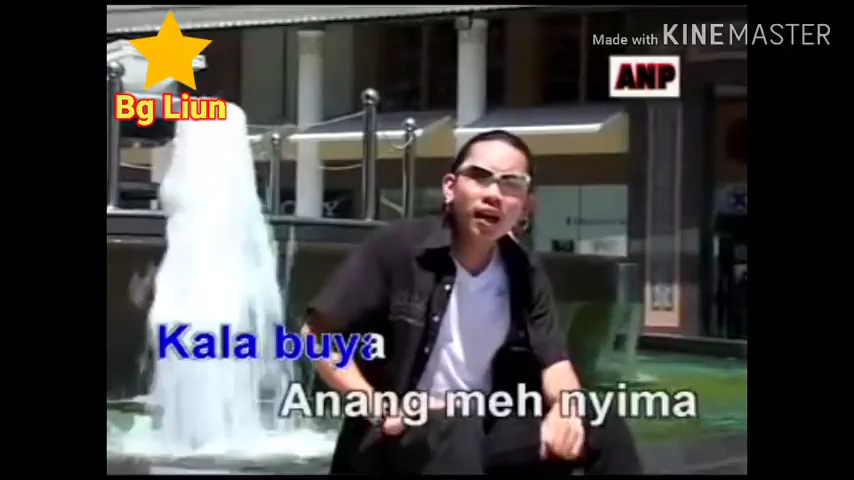 Made with KINEMASTER
ANP
Bg Liun
Kala buya
Anang meh nyima